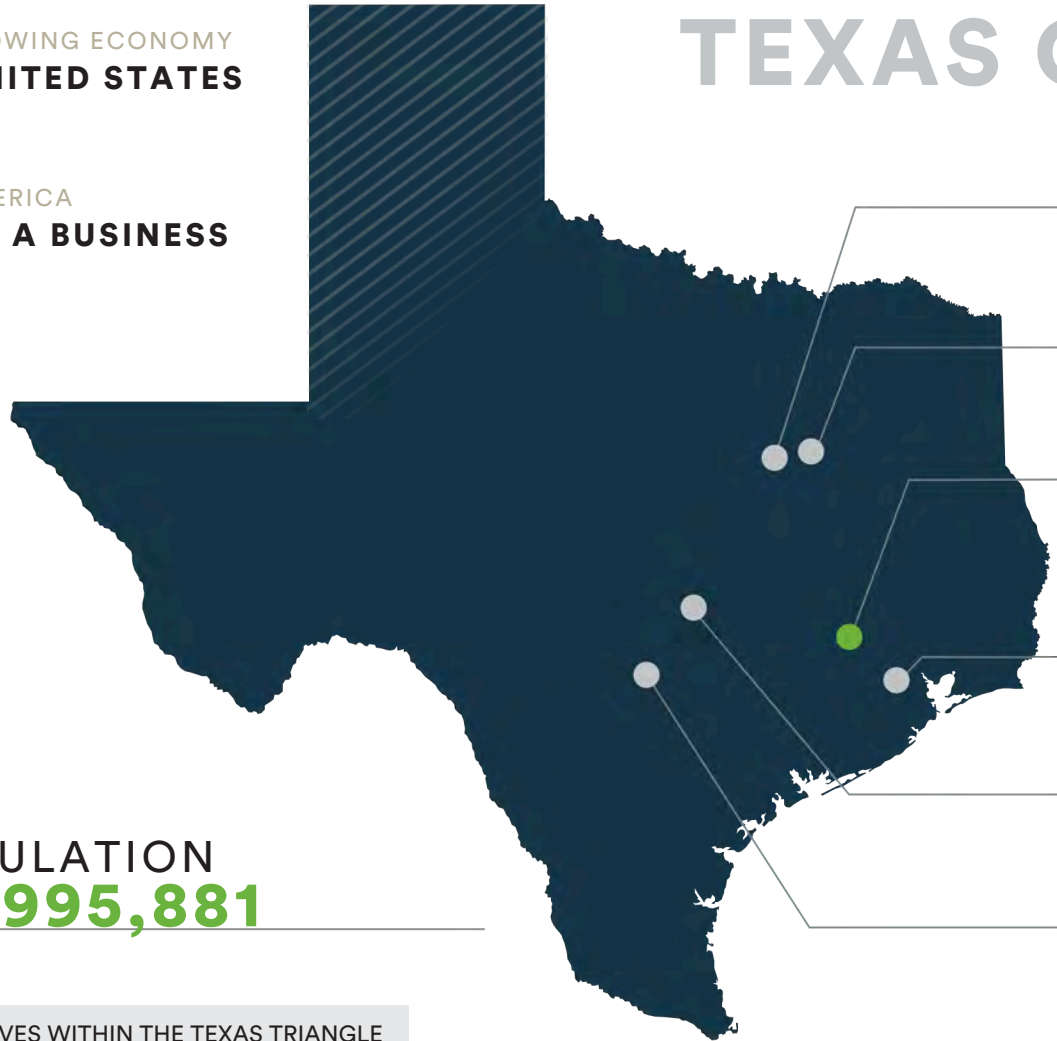 OWING ECONOMY
NITED STATES
ERICA
A BUSINESS
TEXAS
ULATION
995,881
VES WITHIN THE TEXAS TRIANGLE